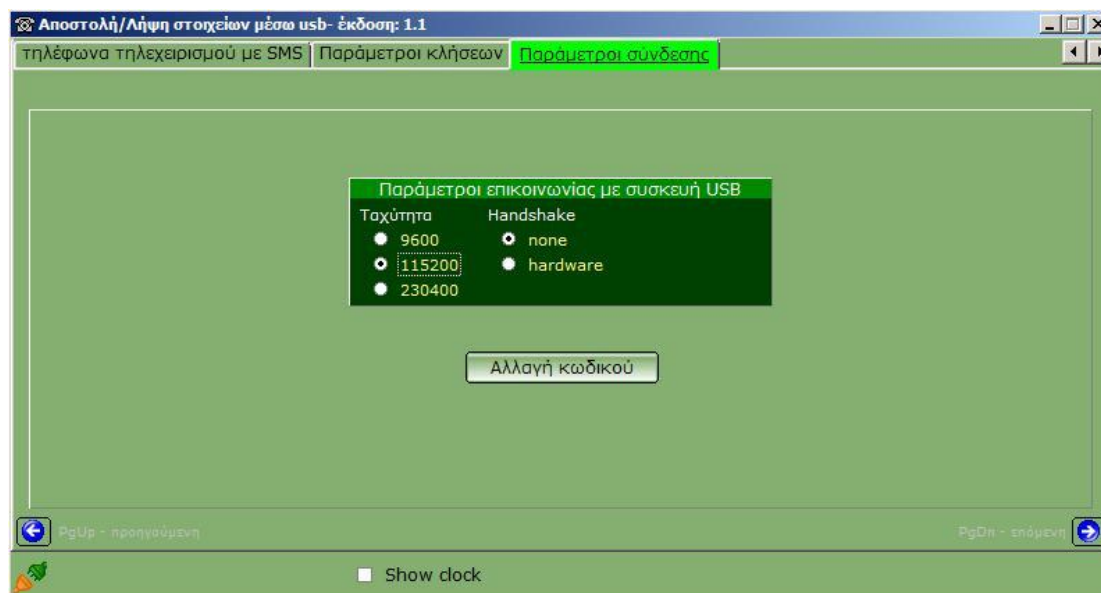 Αποστολή/Λήψη στοιχείων μέσω usb- έκδοση: 1.1
τηλέφωνα τηλεχειρισμού με SMS Παράμετροι κλήσεων Παράμετροι σύνδεσης
Παράμετροι επικοινωνίας με συσκευή USB
Ταχύτητα Handshake
9600 none
115200 hardware
230400
Αλλαγή κωδικού
PgUp - προηγούμενη PgDn - επόμενη
Show clock